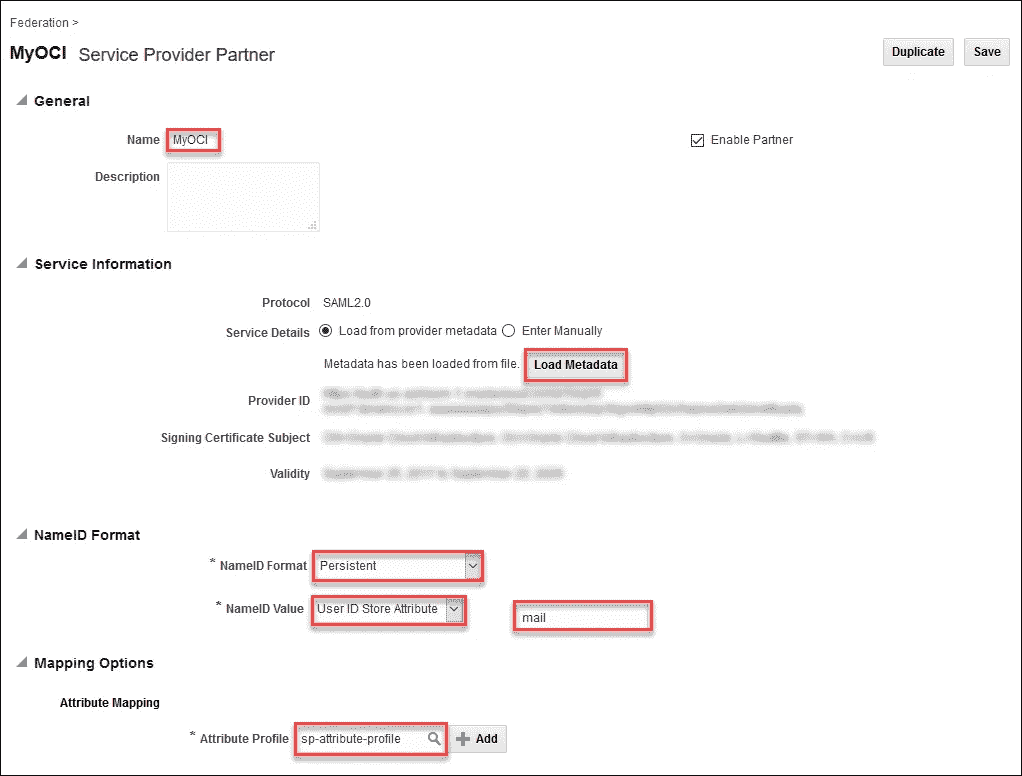 Federation >
MyOCI Service Provider Partner
Duplicate
Save
General
Name MyOCI
Enable Partner
Description
Service Information
Protocol SAML2.0
Service Details Load from provider metadata Enter Manually
Metadata has been loaded from file. Load Metadata
Provider ID
Signing Certificate Subject
Validity
NameID Format
* NameID Format Persistent
* NameID Value User ID Store Attribute mail
Mapping Options
Attribute Mapping
* Attribute Profile sp-attribute-profile Add